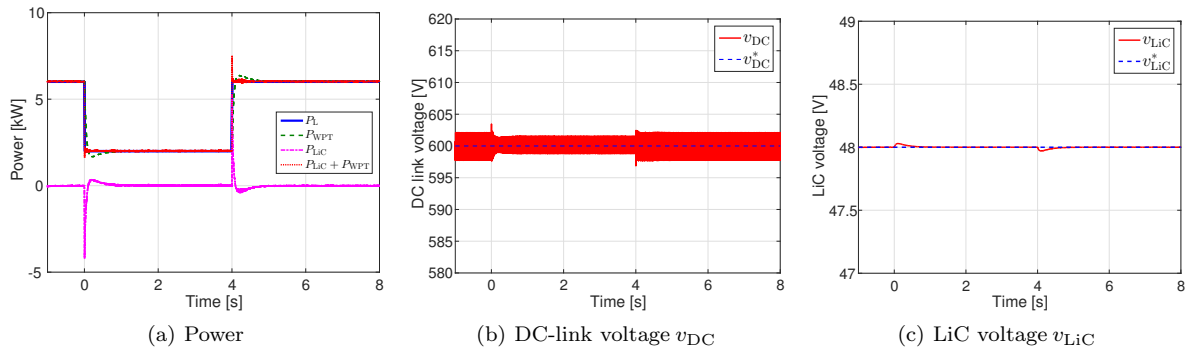 10
5
0
-5
Power [kW]
0 2 4 6 8
Time [s]
P_L
P_WPT
P_LiC
P_LiC + P_WPT
(a) Power
620
615
610
605
600
595
590
585
580
DC link voltage [V]
0 2 4 6 8
Time [s]
v_DC
v*_DC
(b) DC-link voltage v_DC
49
48.5
48
47.5
47
LiC voltage [V]
0 2 4 6 8
Time [s]
v_LiC
v*_LiC
(c) LiC voltage v_LiC